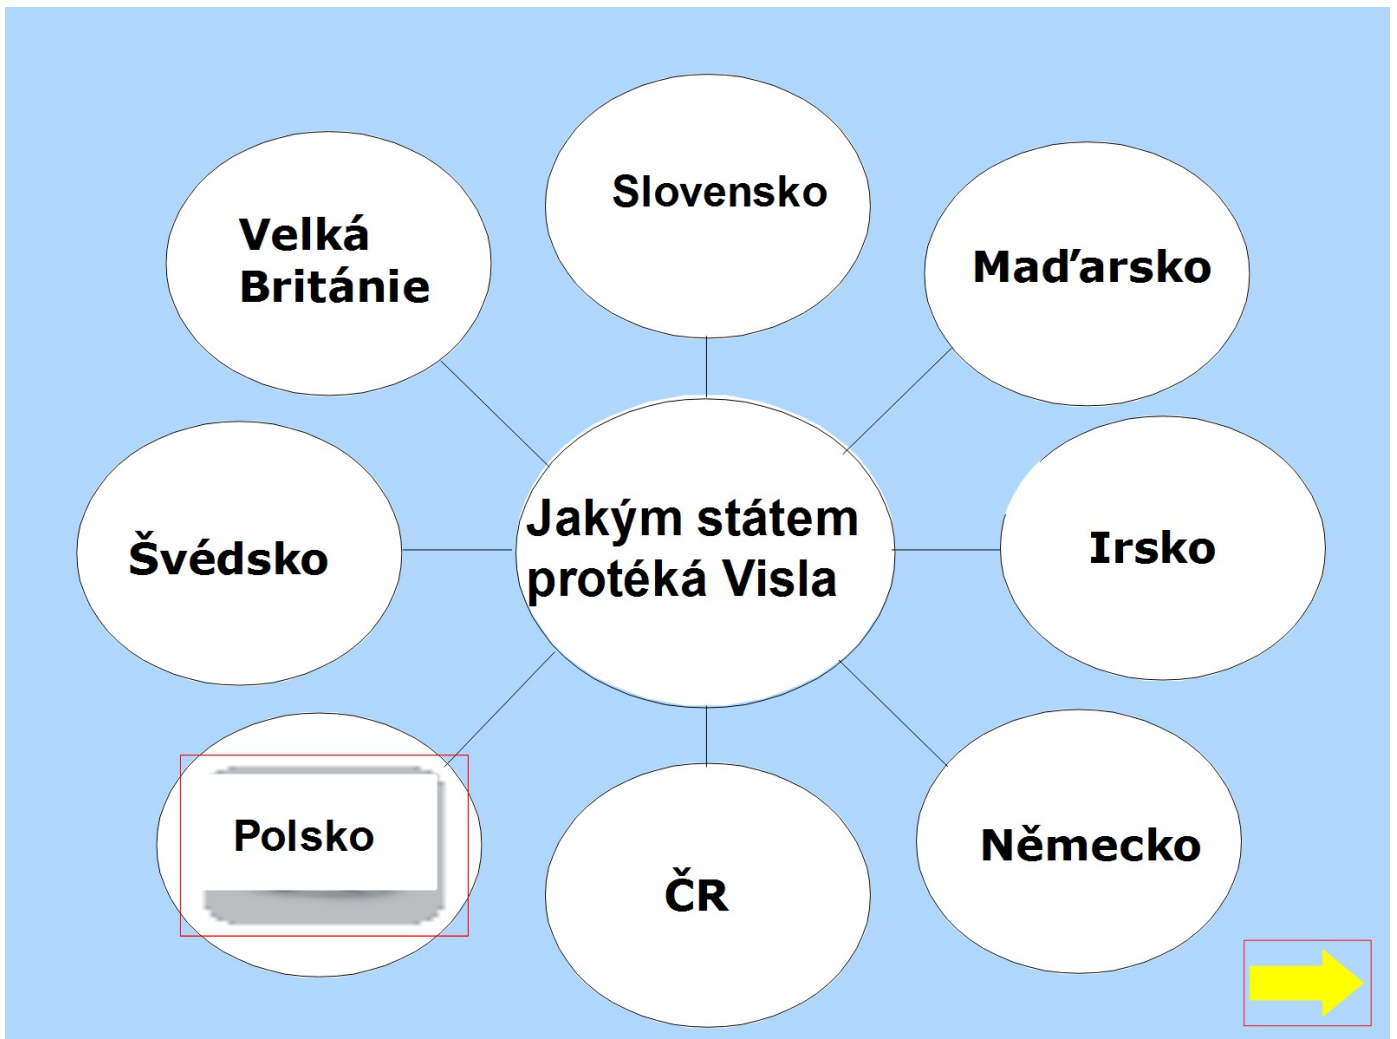 Slovensko
Velká
Británie
Maďarsko
Jakým státem
protéká Visla
Švédsko
Irsko
Polsko
Německo
ČR